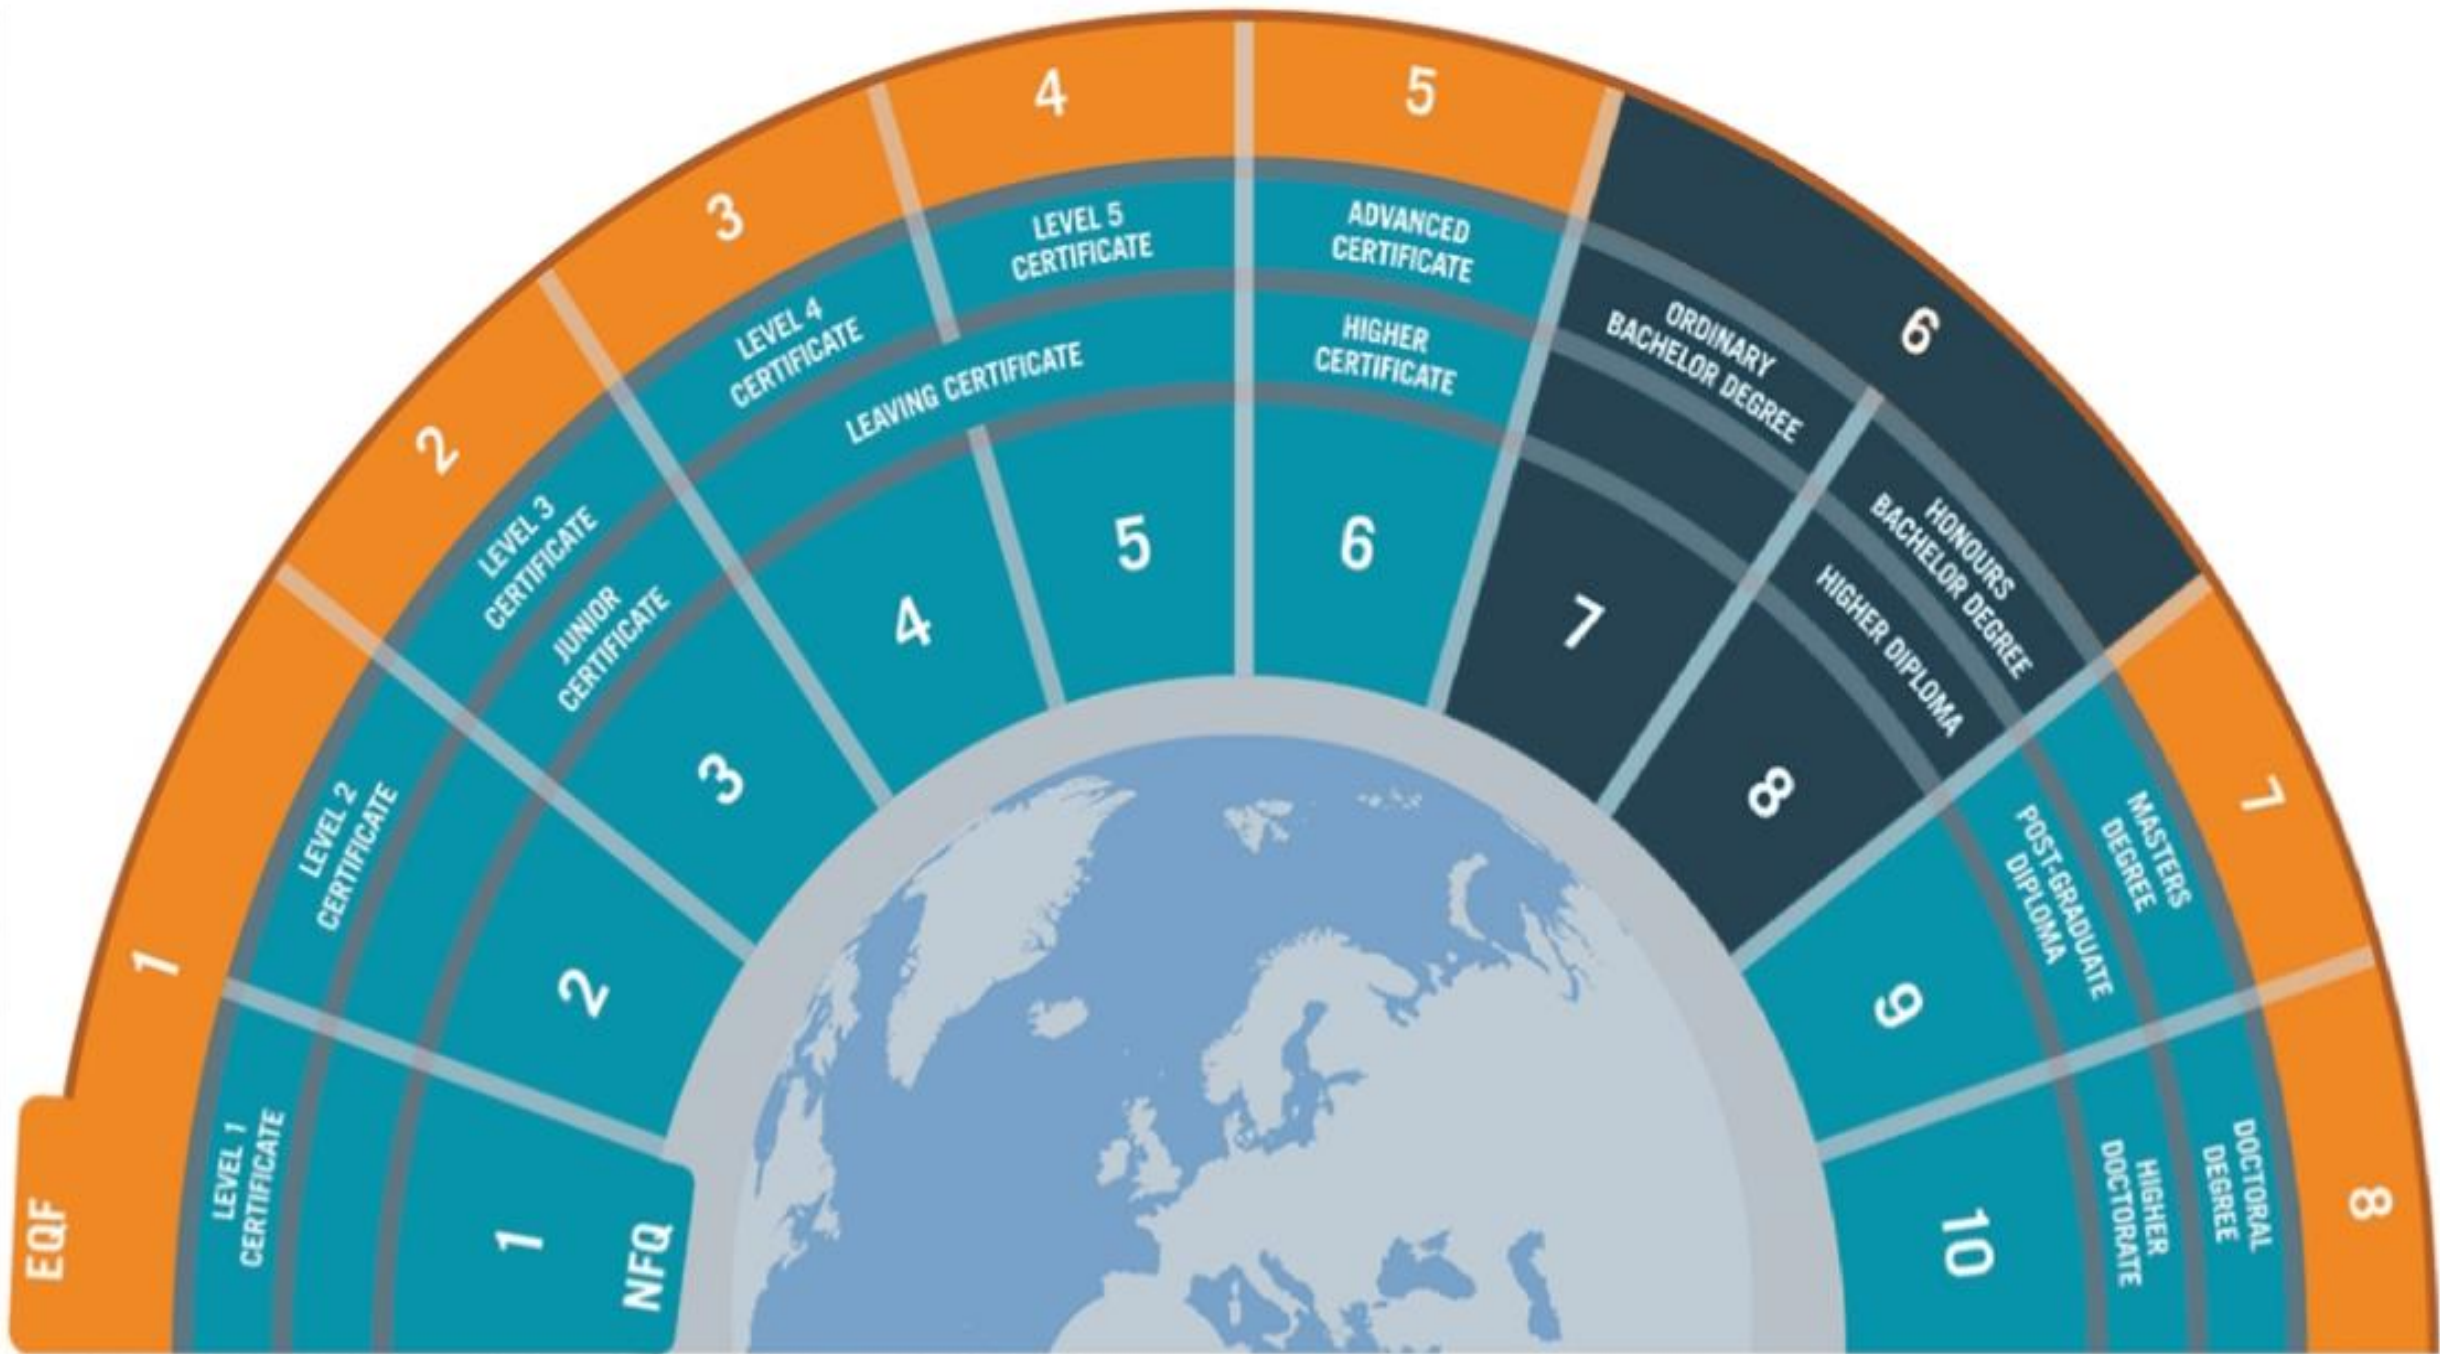 EQF
1
2
3
4
5
6
7
8
LEVEL 1
CERTIFICATE
LEVEL 2
CERTIFICATE
LEVEL 3
CERTIFICATE
JUNIOR
CERTIFICATE
LEVEL 4
CERTIFICATE
LEVEL 5
CERTIFICATE
LEAVING CERTIFICATE
ADVANCED
CERTIFICATE
HIGHER
CERTIFICATE
ORDINARY
BACHELOR DEGREE
HONOURS
BACHELOR DEGREE
HIGHER DIPLOMA
MASTERS
DEGREE
POST-GRADUATE
DIPLOMA
DOCTORAL
DEGREE
HIGHER
DOCTORATE
NFQ
1
2
3
4
5
6
7
8
9
10